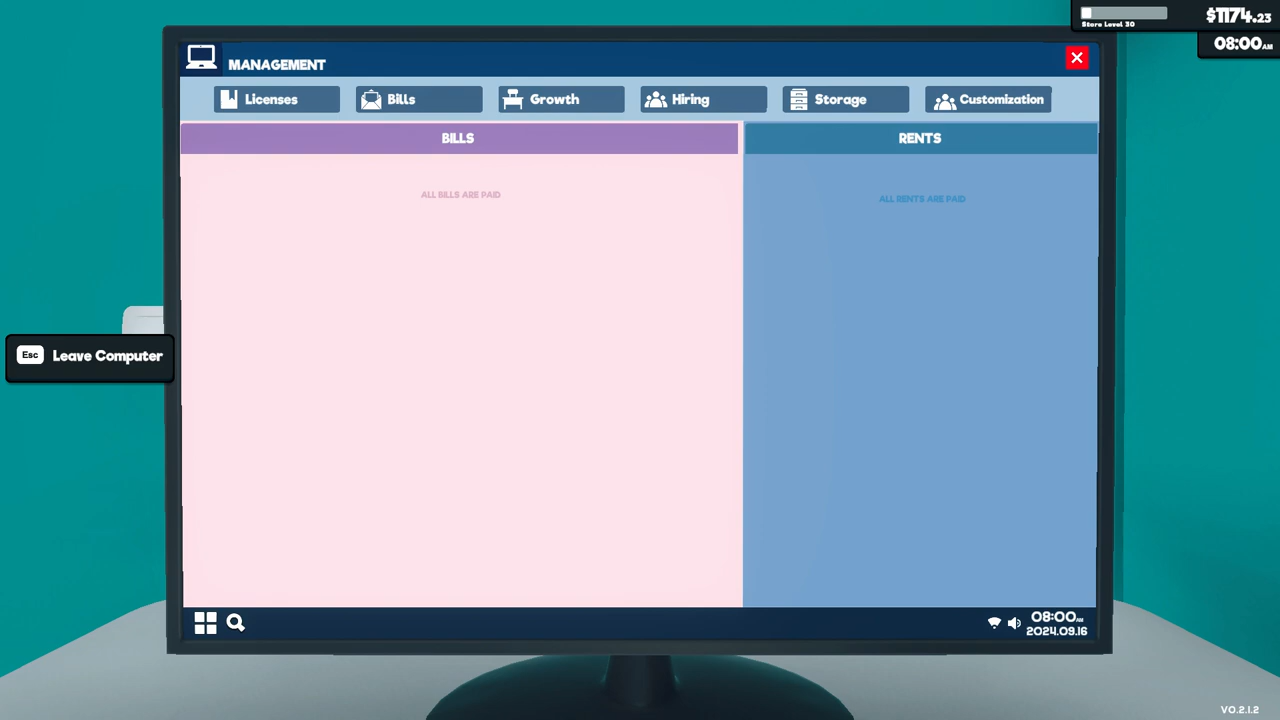 $1174.23
Store Level 30
08:00AM
MANAGEMENT
Licenses
Bills
Growth
Hiring
Storage
Customization
BILLS
RENTS
ALL BILLS ARE PAID
ALL RENTS ARE PAID
Esc Leave Computer
08:00AM
2024.09.16
V0.2.1.2